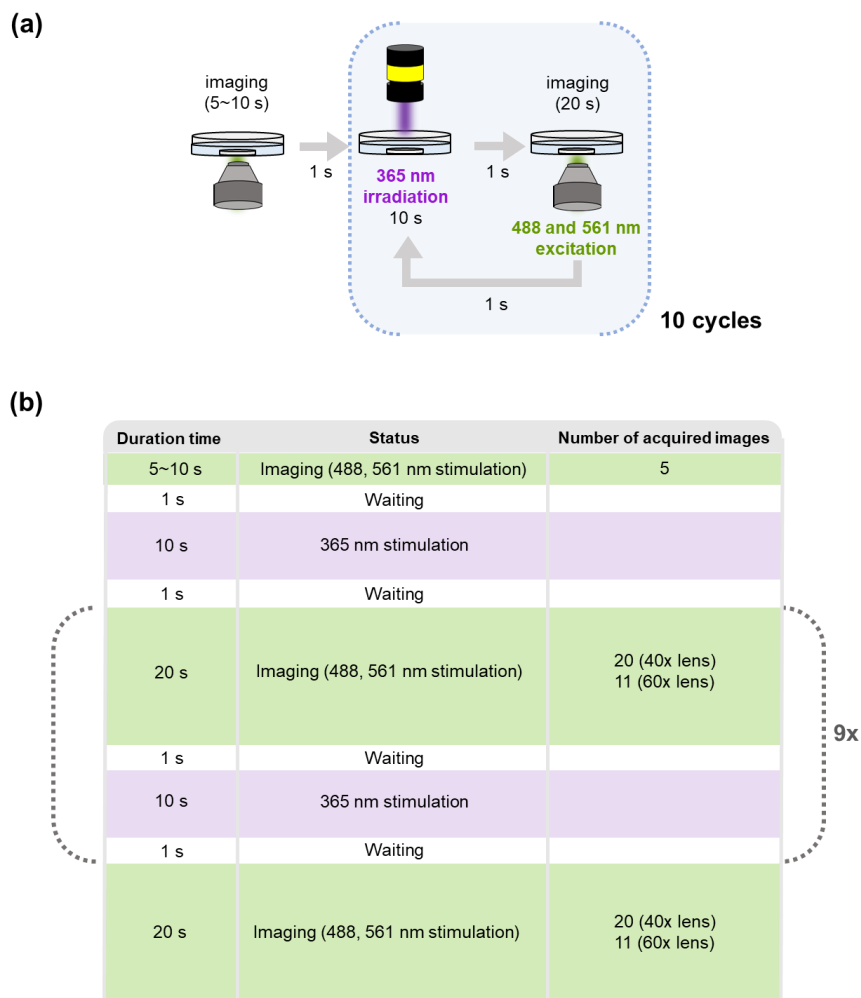 (a)
imaging
(5~10 s)
1 s
365 nm
irradiation
10 s
1 s
imaging
(20 s)
488 and 561 nm
excitation
1 s
10 cycles
(b)
Duration time Status Number of acquired images
5~10 s Imaging (488, 561 nm stimulation) 5
1 s Waiting
10 s 365 nm stimulation
1 s Waiting
20 s Imaging (488, 561 nm stimulation) 20 (40x lens)
11 (60x lens)
1 s Waiting
10 s 365 nm stimulation
1 s Waiting
9x
20 s Imaging (488, 561 nm stimulation) 20 (40x lens)
11 (60x lens)